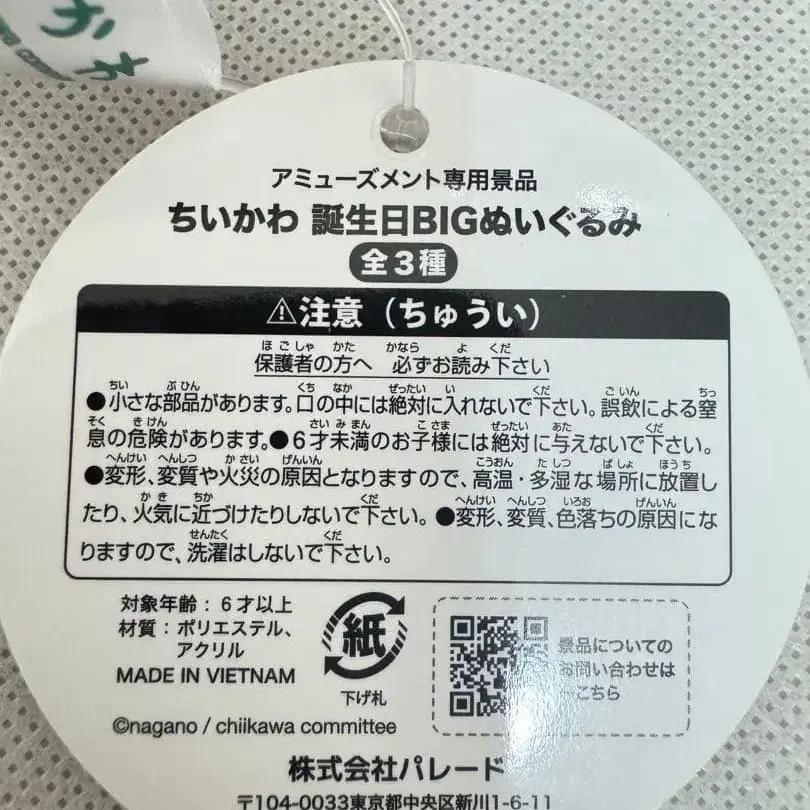 かわ
アミューズメント専用景品
ちいかわ 誕生日BIGぬいぐるみ
全3種
⚠注意（ちゅうい）
保護者の方へ 必ずお読み下さい
●小さな部品があります。口の中には絶対に入れないで下さい。誤飲による窒
息の危険があります。●6才未満のお子様には絶対に与えないで下さい。
●変形、変質や火災の原因となりますので、高温・多湿な場所に放置し
たり、火気に近づけたりしないで下さい。●変形、変質、色落ちの原因にな
りますので、洗濯はしないで下さい。
対象年齢：6才以上
材質：ポリエステル、
アクリル
MADE IN VIETNAM
紙
下げ札
景品についての
お問い合わせは
こちら
©nagano / chiikawa committee
株式会社パレード
〒104-0033東京都中央区新川1-6-11